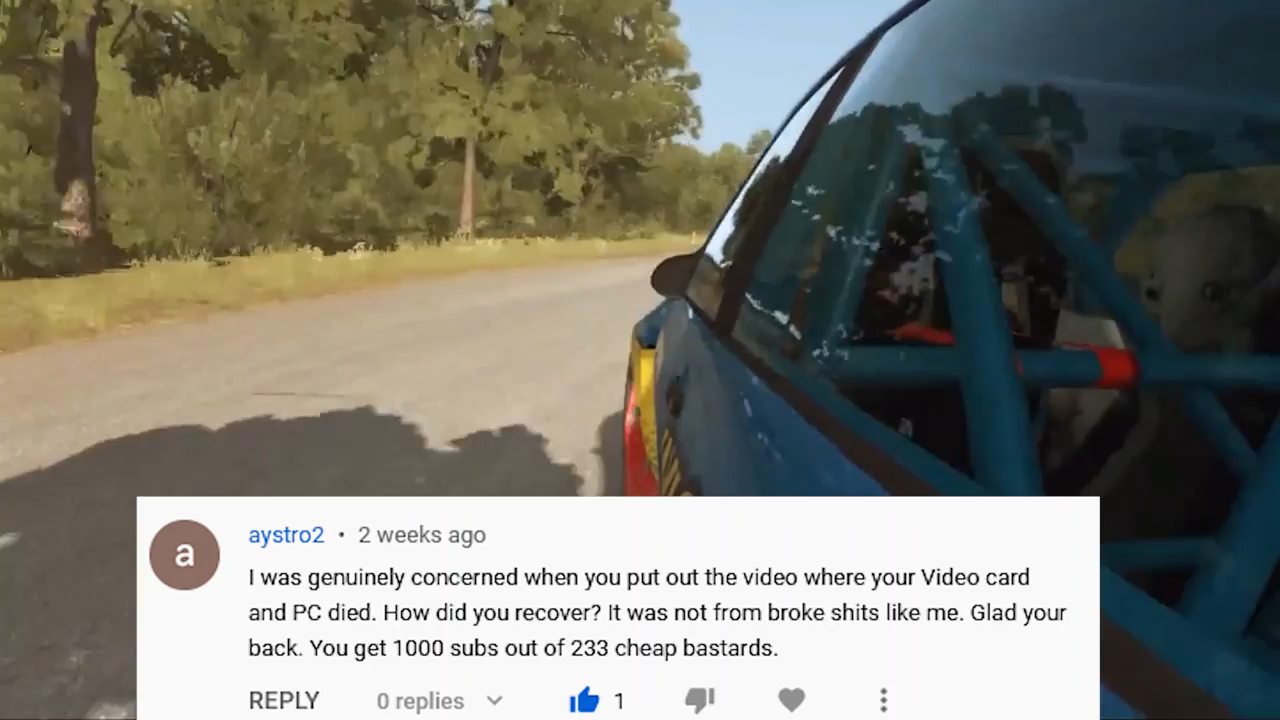 a
aystro2 • 2 weeks ago
I was genuinely concerned when you put out the video where your Video card
and PC died. How did you recover? It was not from broke shits like me. Glad your
back. You get 1000 subs out of 233 cheap bastards.
REPLY 0 replies 1